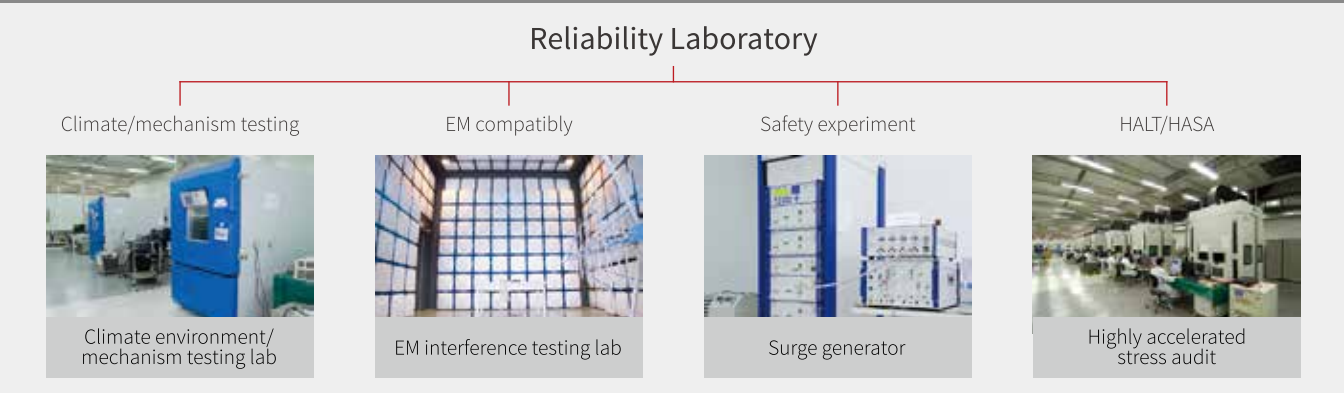 Reliability Laboratory
Climate/mechanism testing
EM compatibly
Safety experiment
HALT/HASA
Climate environment/
mechanism testing lab
EM interference testing lab
Surge generator
Highly accelerated
stress audit